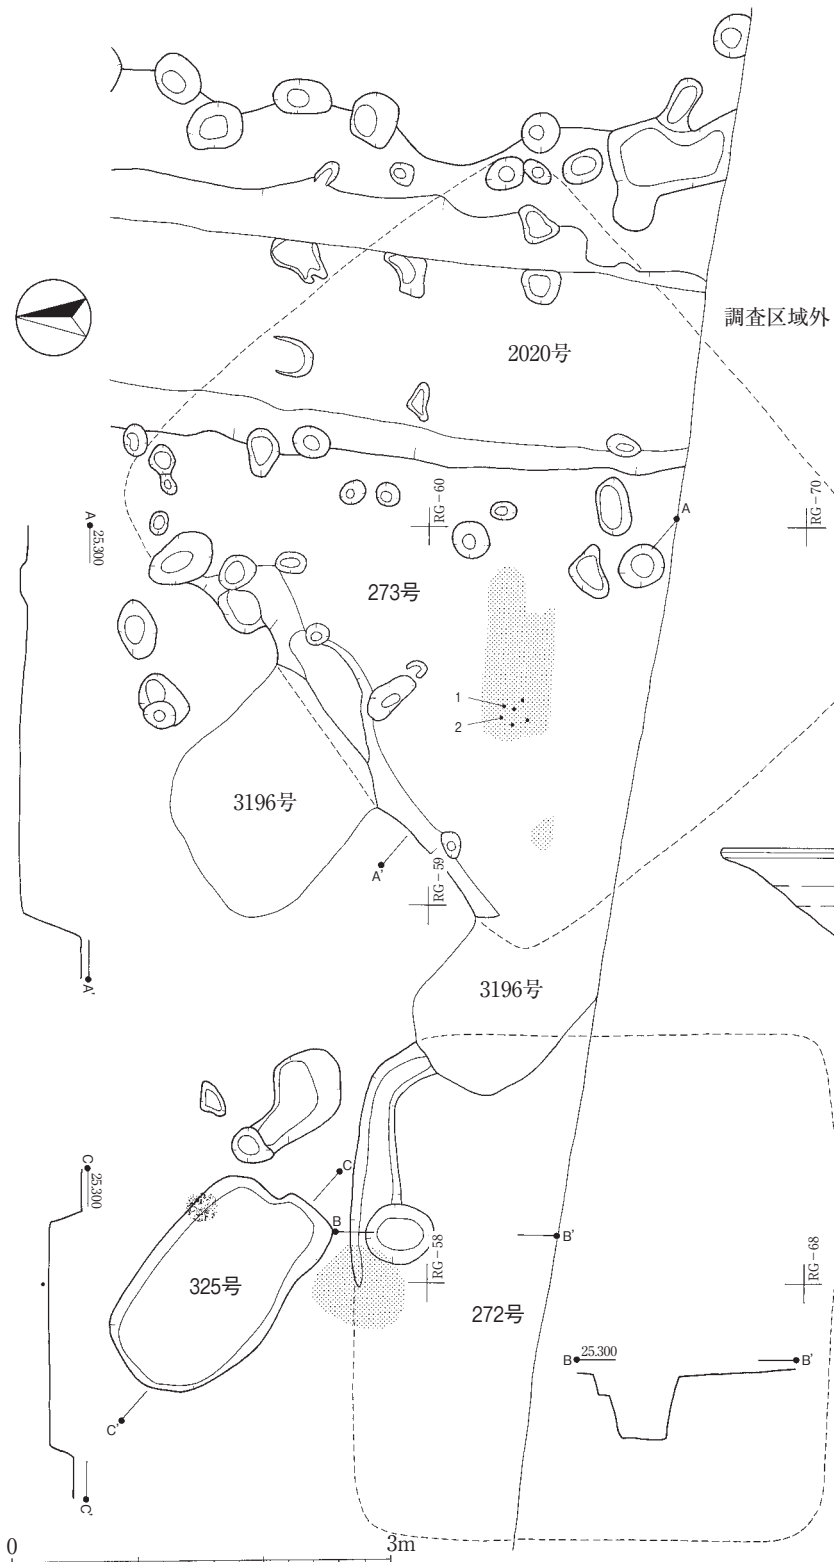 調査区域外
2020号
RG-60
RG-70
A
A
25.300
273号
1
2
3196号
A'
RG-59
A'
3196号
C
25.300
C
B
B'
RG-58
RG-68
325号
272号
B
25.300
B'
C'
C'
0
3m